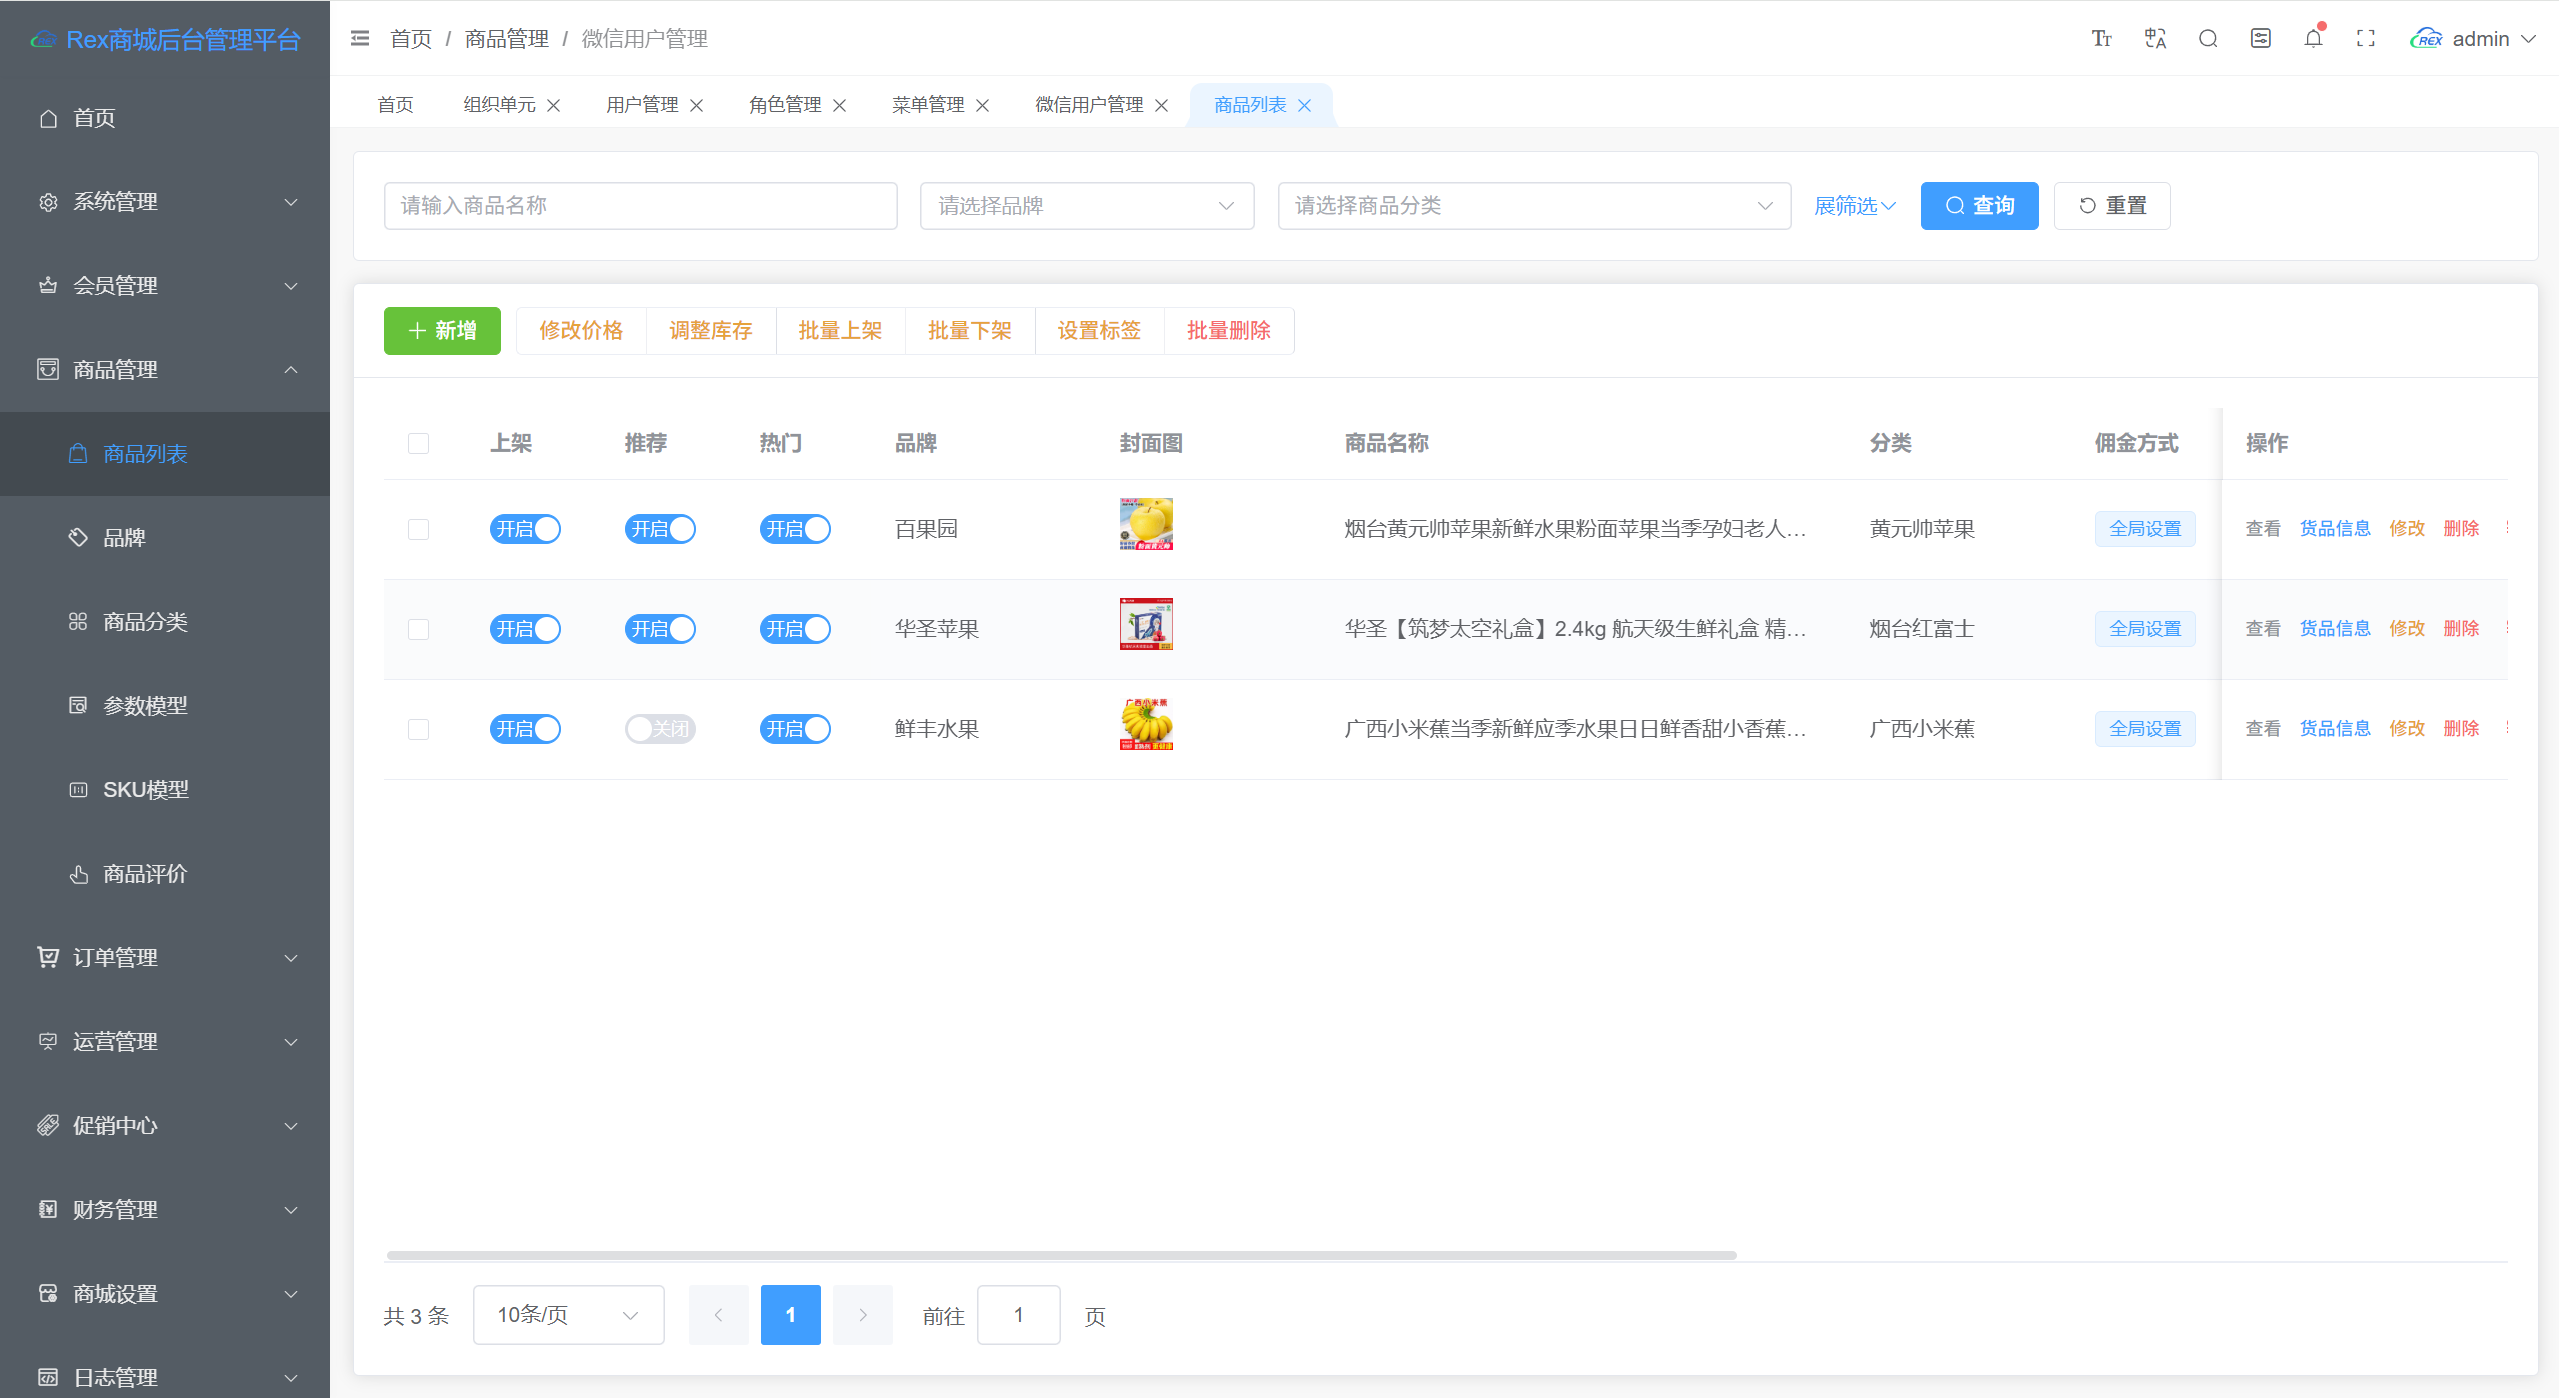 Rex商城后台管理平台
首页
系统管理
会员管理
商品管理
商品列表
品牌
商品分类
参数模型
SKU模型
商品评价
订单管理
运营管理
促销中心
财务管理
商城设置
日志管理
首页 / 商品管理 / 微信用户管理
REX admin
首页 组织单元 用户管理 角色管理 菜单管理 微信用户管理 商品列表
请输入商品名称 请选择品牌 请选择商品分类 展筛选 查询 重置
新增 修改价格 调整库存 批量上架 批量下架 设置标签 批量删除
上架 推荐 热门 品牌 封面图 商品名称 分类 佣金方式 操作
开启 开启 开启 百果园 烟台黄元帅苹果新鲜水果粉面苹果当季孕妇老人… 黄元帅苹果 全局设置 查看 货品信息 修改 删除
开启 开启 开启 华圣苹果 华圣【筑梦太空礼盒】2.4kg 航天级生鲜礼盒 精… 烟台红富士 全局设置 查看 货品信息 修改 删除
开启 关闭 开启 鲜丰水果 广西小米蕉 广西小米蕉当季新鲜应季水果日日鲜香甜小香蕉… 广西小米蕉 全局设置 查看 货品信息 修改 删除
共 3 条 10条/页 1 前往 1 页